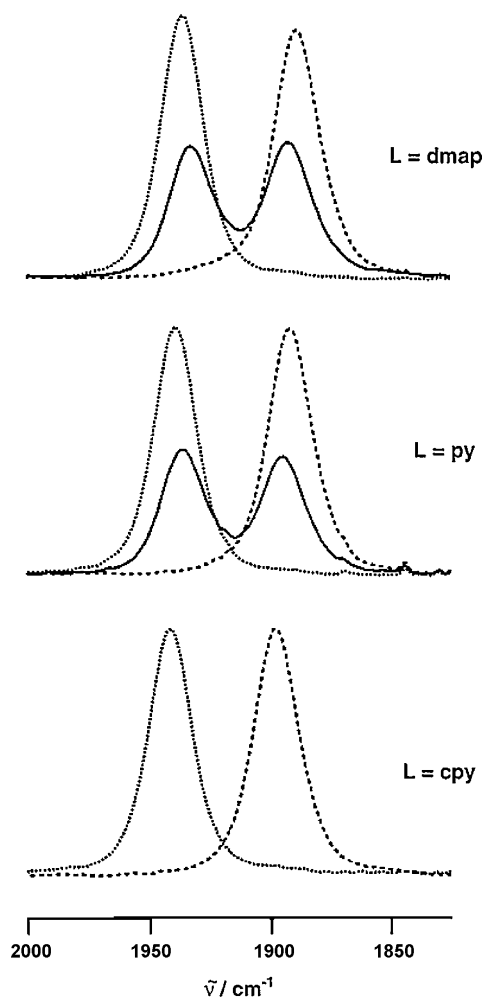 L = dmap
L = py
L = cpy
2000 1950 1900 1850
ν̃ / cm⁻¹